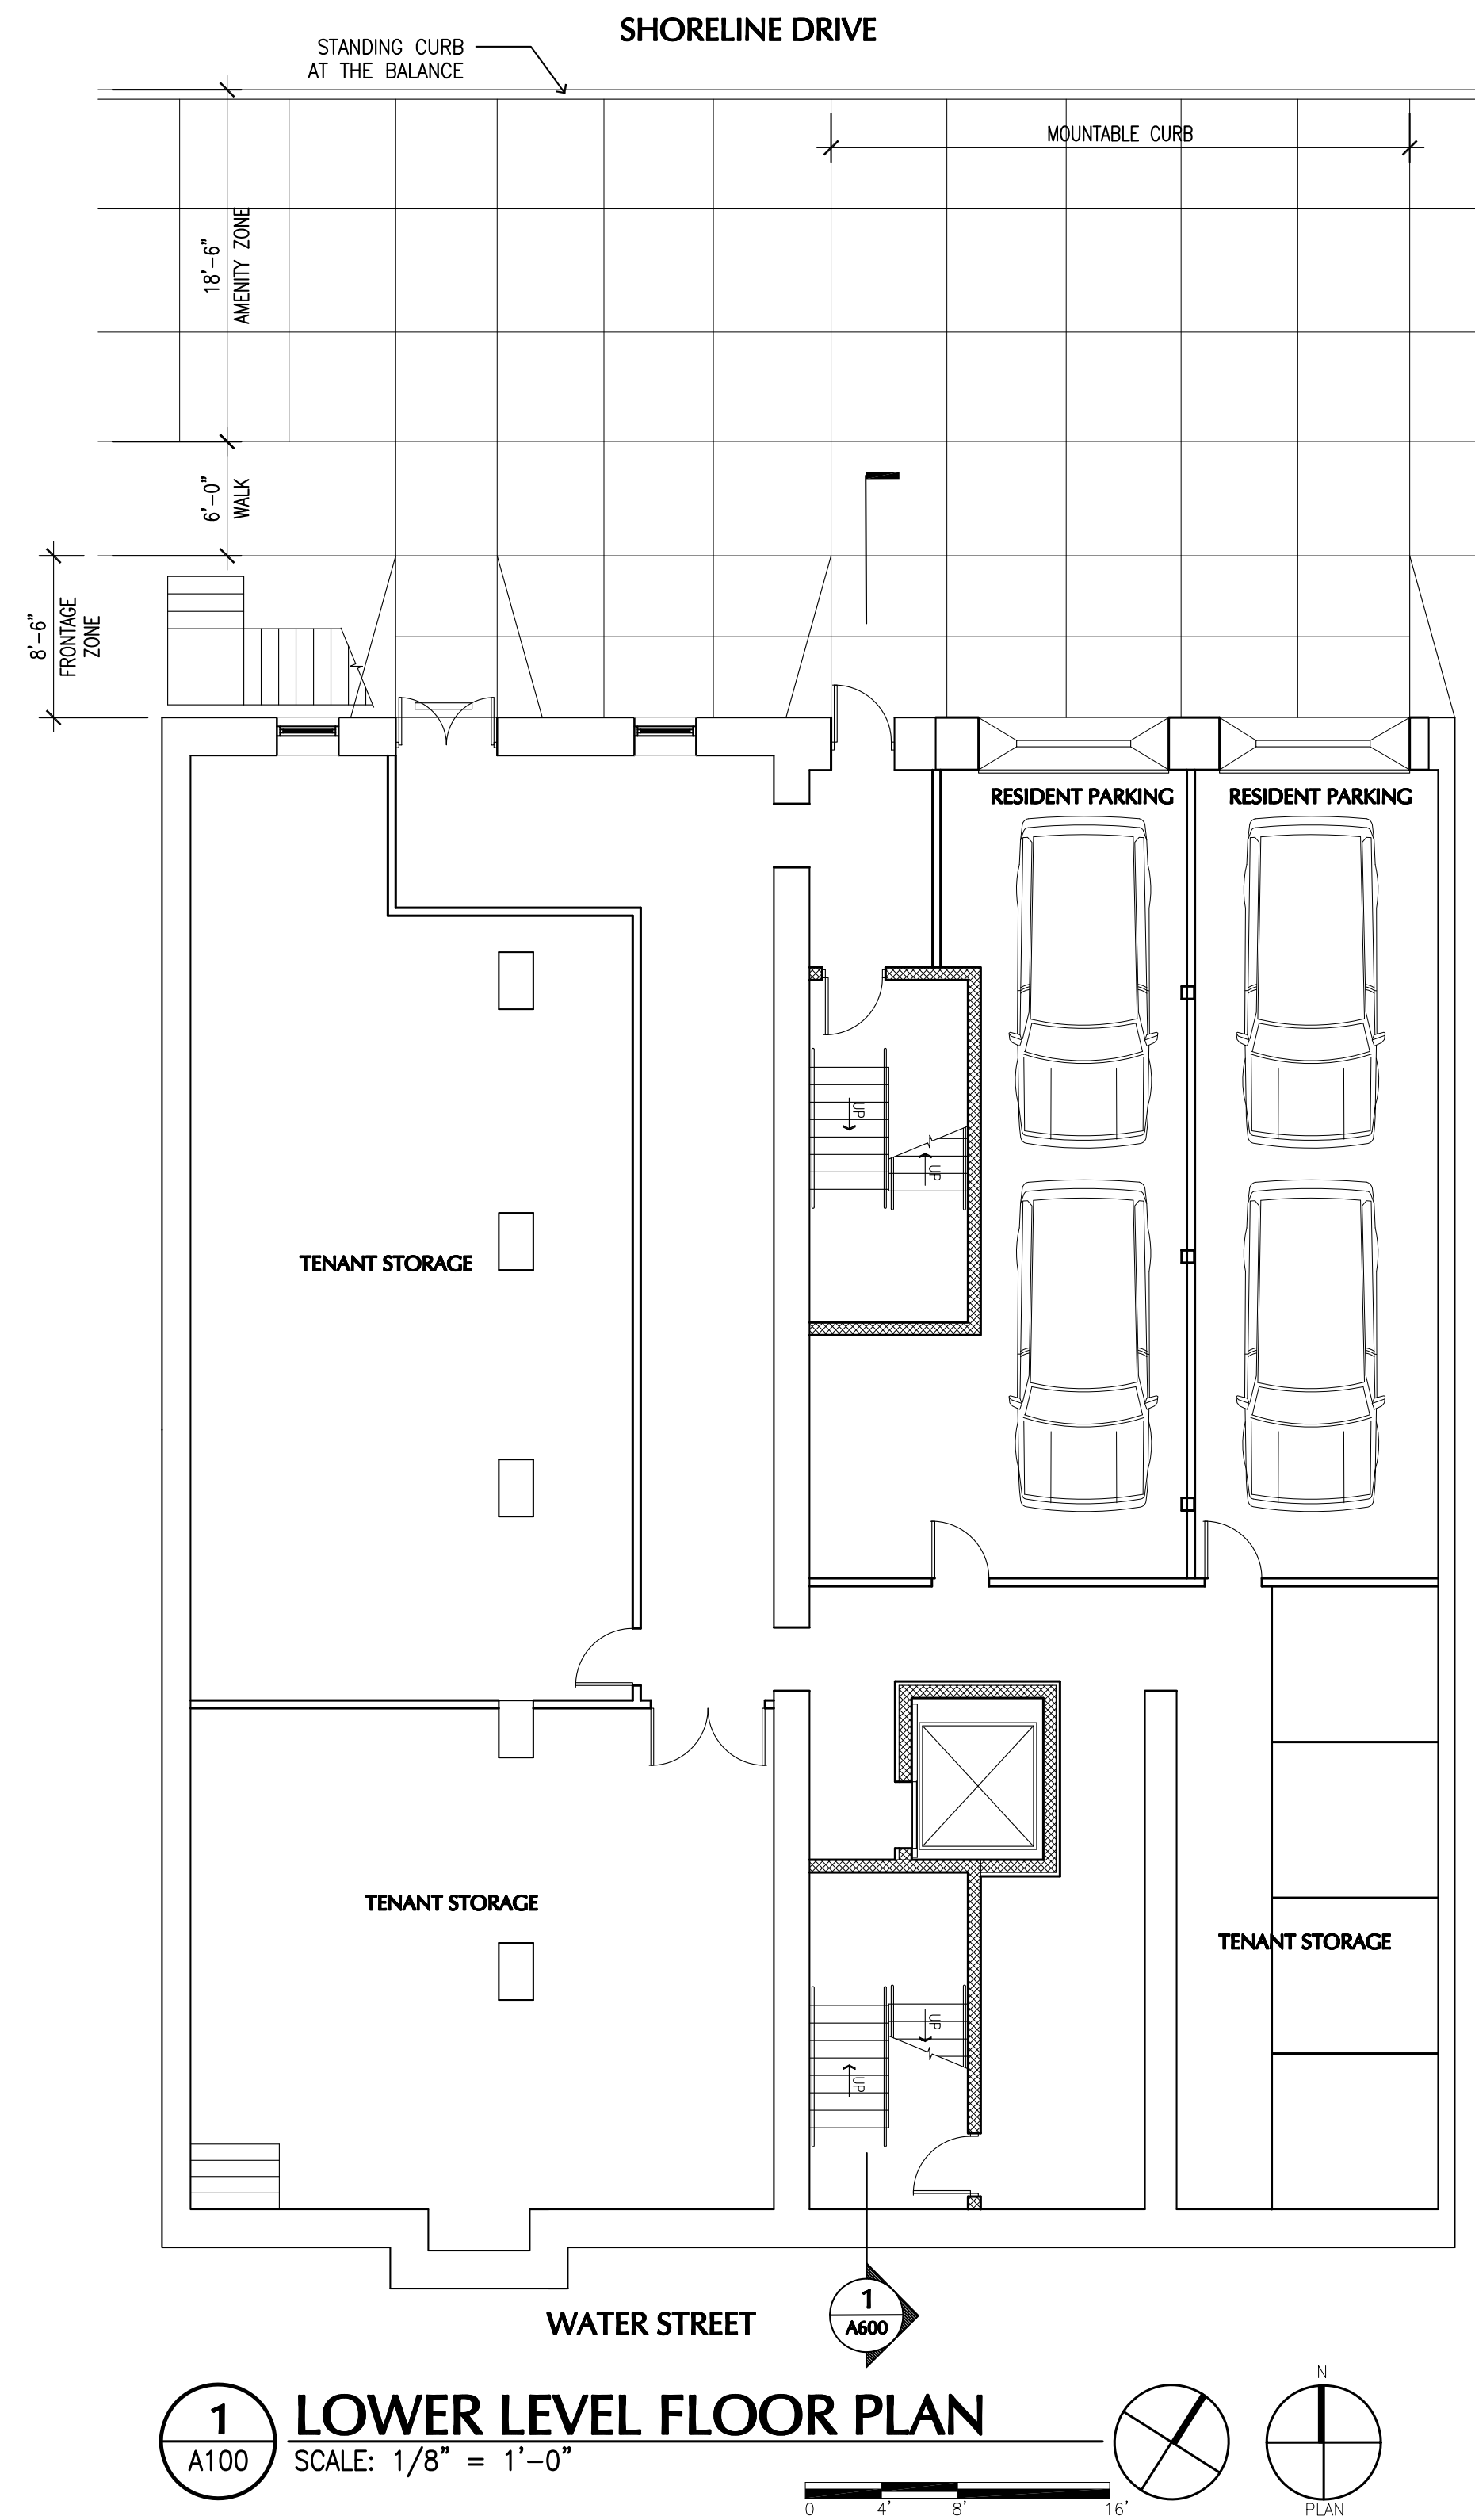 SHORELINE DRIVE
STANDING CURB
AT THE BALANCE
MOUNTABLE CURB
18'-6"
AMENITY ZONE
6'-0"
WALK
8'-6"
FRONTAGE
ZONE
RESIDENT PARKING
RESIDENT PARKING
UP
UP
TENANT STORAGE
TENANT STORAGE
TENANT STORAGE
UP
UP
WATER STREET
1
A600
1
A100
LOWER LEVEL FLOOR PLAN
SCALE: 1/8" = 1'-0"
0 4' 8' 16'
N
PLAN